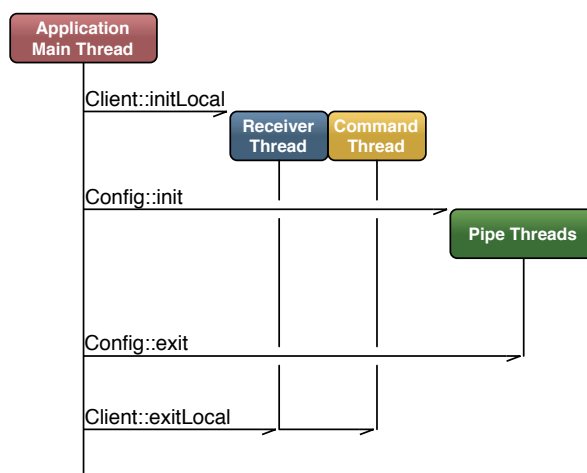 Application
Main Thread
Client::initLocal
Receiver
Thread
Command
Thread
Config::init
Pipe Threads
Config::exit
Client::exitLocal